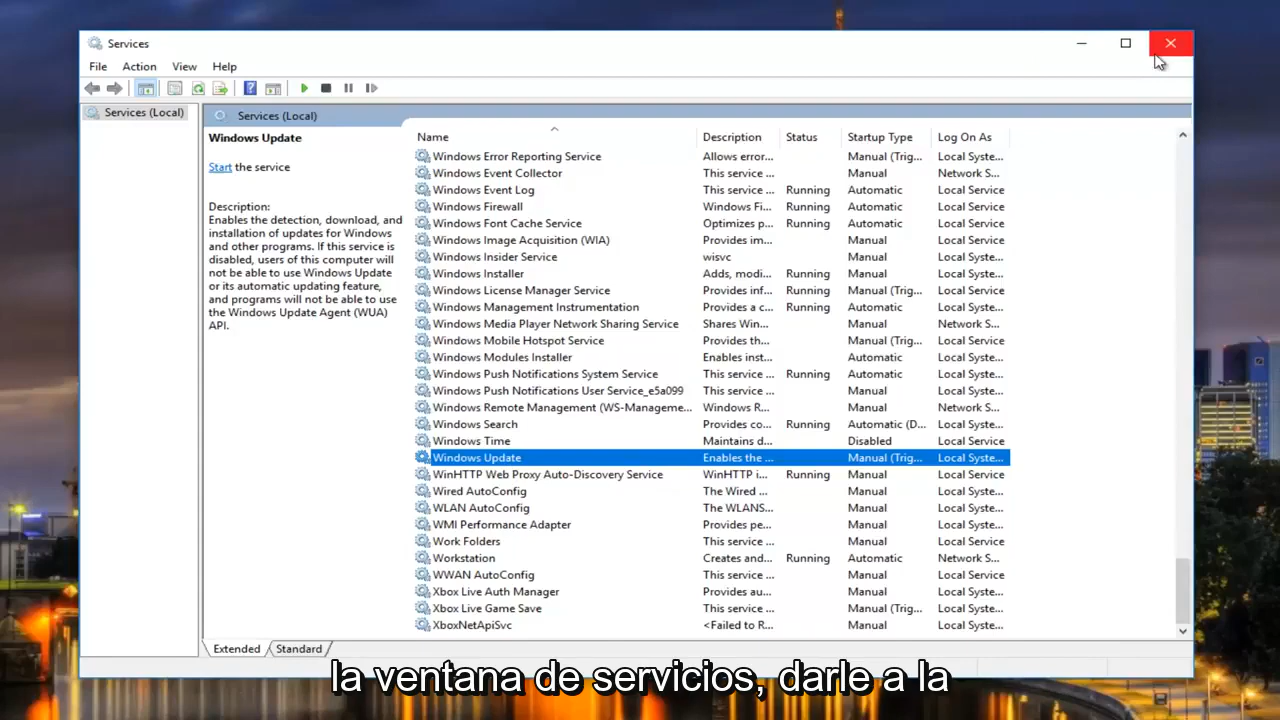 Services
File Action View Help
Services (Local)
Services (Local)
Windows Update
Start the service
Description:
Enables the detection, download, and
installation of updates for Windows
and other programs. If this service is
disabled, users of this computer will
not be able to use Windows Update
or its automatic updating feature,
and programs will not be able to use
the Windows Update Agent (WUA)
API.
Name Description Status Startup Type Log On As
Windows Error Reporting Service Allows error... Manual (Trig... Local Syste...
Windows Event Collector This service ... Manual Network S...
Windows Event Log This service ... Running Automatic Local Service
Windows Firewall Windows Fi... Running Automatic Local Service
Windows Font Cache Service Optimizes p... Running Automatic Local Service
Windows Image Acquisition (WIA) Provides im... Manual Local Service
Windows Insider Service wisvc Manual Local Syste...
Windows Installer Adds, modi... Running Manual Local Syste...
Windows License Manager Service Provides inf... Running Manual (Trig... Local Service
Windows Management Instrumentation Provides a c... Running Automatic Local Syste...
Windows Media Player Network Sharing Service Shares Win... Manual Network S...
Windows Mobile Hotspot Service Provides th... Manual (Trig... Local Service
Windows Modules Installer Enables inst... Automatic Local Syste...
Windows Push Notifications System Service This service ... Running Automatic Local Syste...
Windows Push Notifications User Service_e5a099 This service ... Manual Local Syste...
Windows Remote Management (WS-Manageme... Windows R... Manual Network S...
Windows Search Provides co... Running Automatic (D... Local Syste...
Windows Time Maintains d... Disabled Local Service
Windows Update Enables the ... Manual (Trig... Local Syste...
WinHTTP Web Proxy Auto-Discovery Service WinHTTP i... Running Manual Local Service
Wired AutoConfig The Wired ... Manual Local Syste...
WLAN AutoConfig The WLANS... Manual Local Syste...
WMI Performance Adapter Provides pe... Manual Local Syste...
Work Folders This service ... Manual Local Service
Workstation Creates and... Running Automatic Network S...
WWAN AutoConfig This service ... Manual Local Service
Xbox Live Auth Manager Provides au... Manual Local Syste...
Xbox Live Game Save This service ... Manual (Trig... Local Syste...
XboxNetApiSvc <Failed to R... Manual Local Syste...
Extended Standard
la ventana de servicios, darle a la